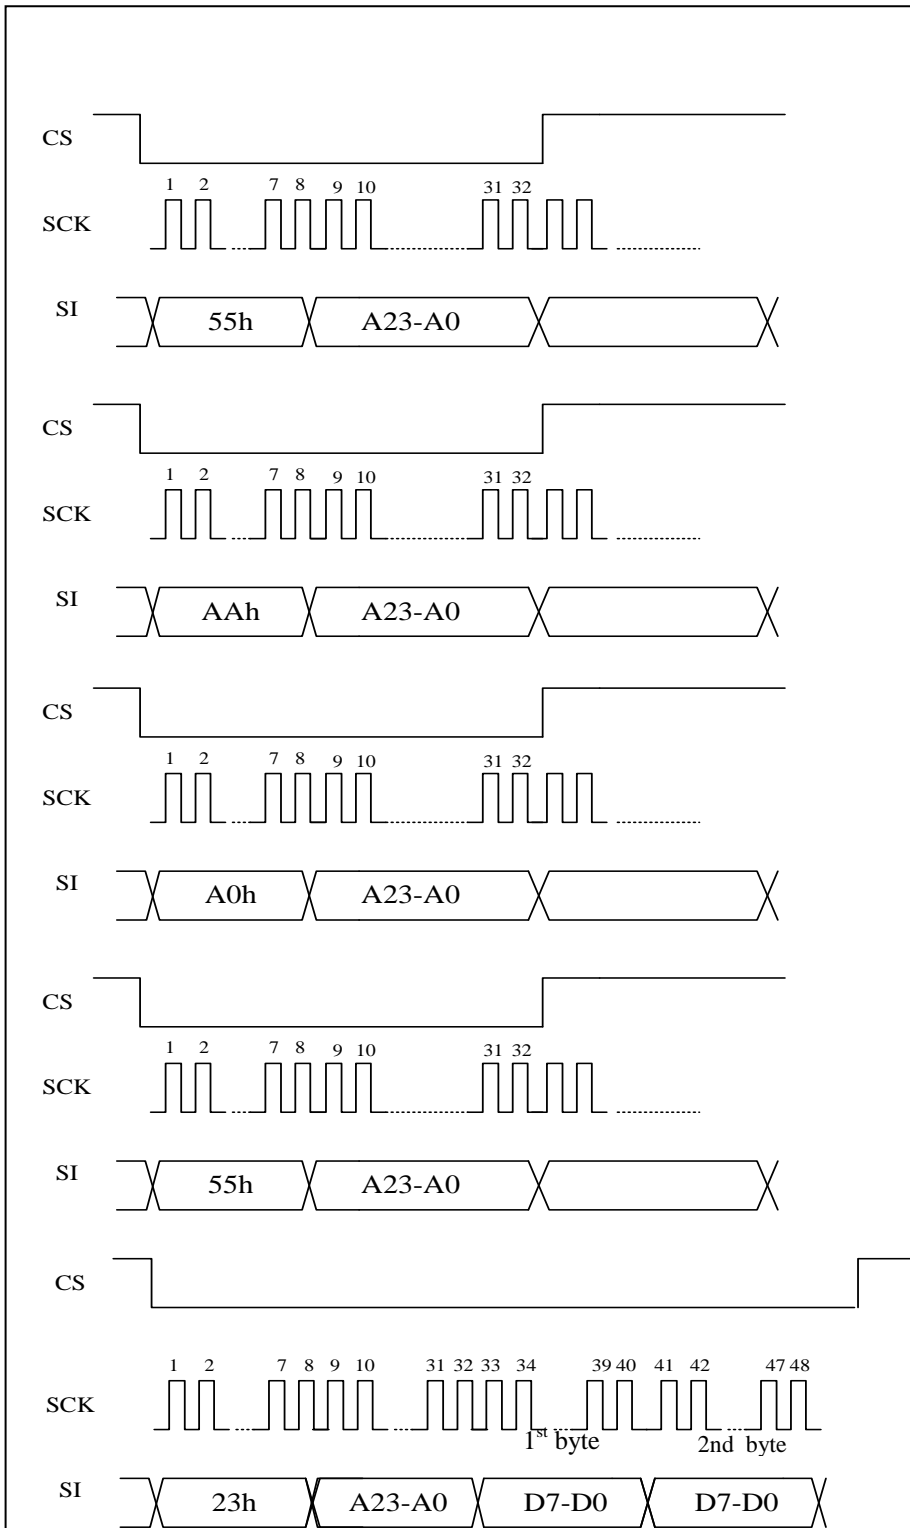 CS
1 2 7 8 9 10 31 32
SCK
SI 55h A23-A0
CS
1 2 7 8 9 10 31 32
SCK
SI AAh A23-A0
CS
1 2 7 8 9 10 31 32
SCK
SI A0h A23-A0
CS
1 2 7 8 9 10 31 32
SCK
SI 55h A23-A0
CS
1 2 7 8 9 10 31 32 33 34 39 40 41 42 47 48
SCK
1st byte 2nd byte
SI 23h A23-A0 D7-D0 D7-D0